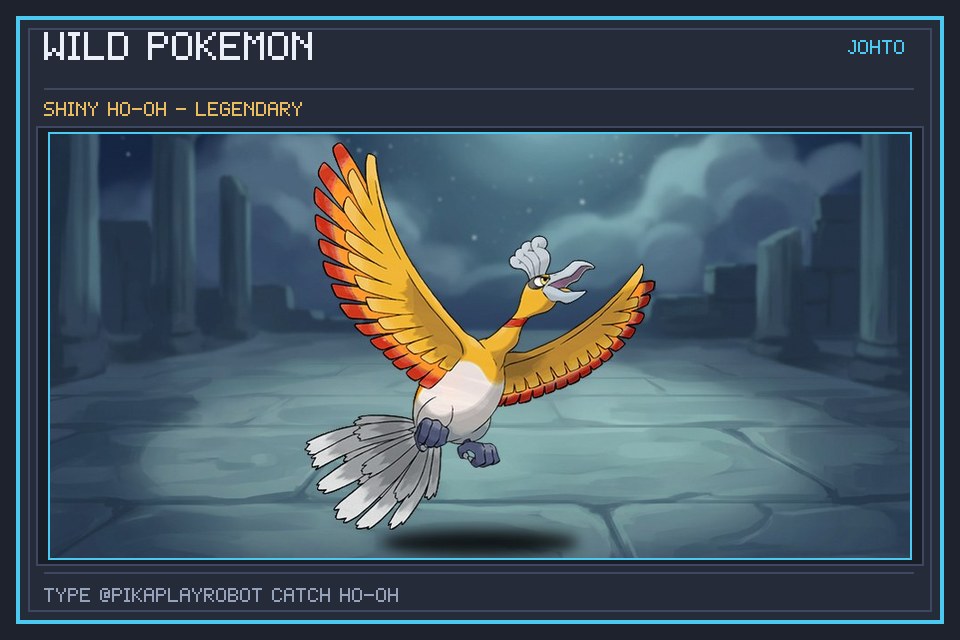 WILD POKEMON
JOHTO
SHINY HO-OH - LEGENDARY
TYPE @PIKAPLAYROBOT CATCH HO-OH